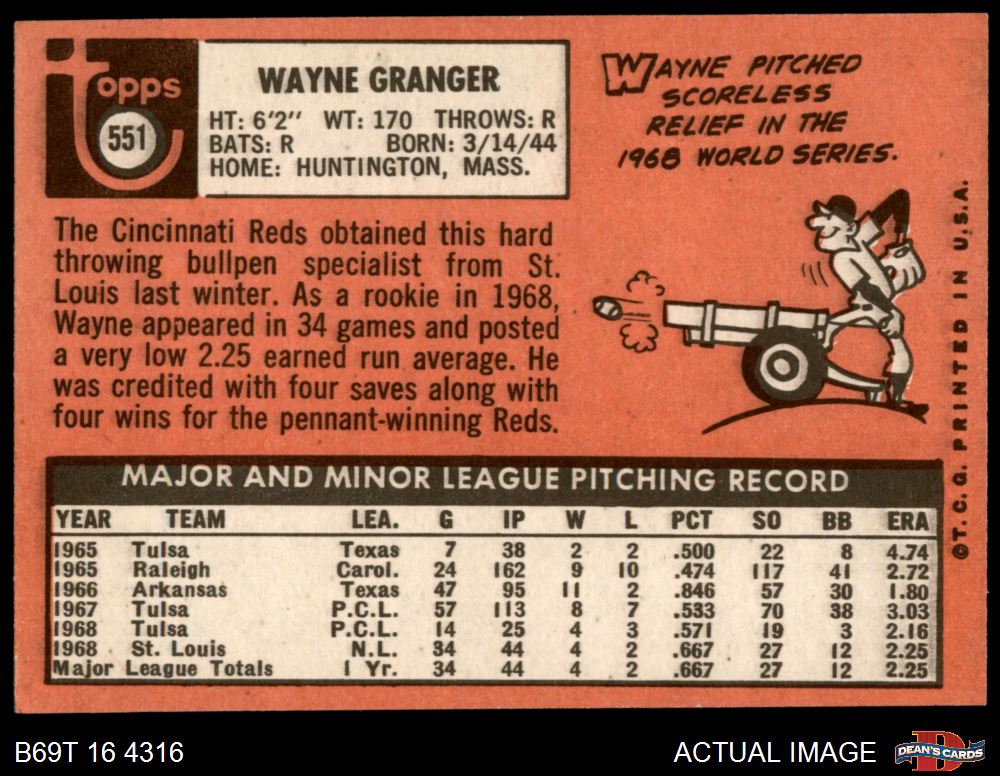 Topps
551
WAYNE GRANGER
HT: 6'2" WT: 170 THROWS: R
BATS: R BORN: 3/14/44
HOME: HUNTINGTON, MASS.
WAYNE PITCHED
SCORELESS
RELIEF IN THE
1968 WORLD SERIES.
The Cincinnati Reds obtained this hard
throwing bullpen specialist from St.
Louis last winter. As a rookie in 1968,
Wayne appeared in 34 games and posted
a very low 2.25 earned run average. He
was credited with four saves along with
four wins for the pennant-winning Reds.
©T. C. G. PRINTED IN U.S.A.
MAJOR AND MINOR LEAGUE PITCHING RECORD
YEAR TEAM LEA. G IP W L PCT SO BB ERA
1965 Tulsa Texas 7 38 2 2 .500 22 8 4.74
1965 Raleigh Carol. 24 162 9 10 .474 117 41 2.72
1966 Arkansas Texas 47 95 11 2 .846 57 30 1.80
1967 Tulsa P.C.L. 57 113 8 7 .533 70 38 3.03
1968 Tulsa P.C.L. 14 25 4 3 .571 19 3 2.16
1968 St. Louis N.L. 34 44 4 2 .667 27 12 2.25
Major League Totals 1 Yr. 34 44 4 2 .667 27 12 2.25
B69T 16 4316
ACTUAL IMAGE
DEAN'S CARDS